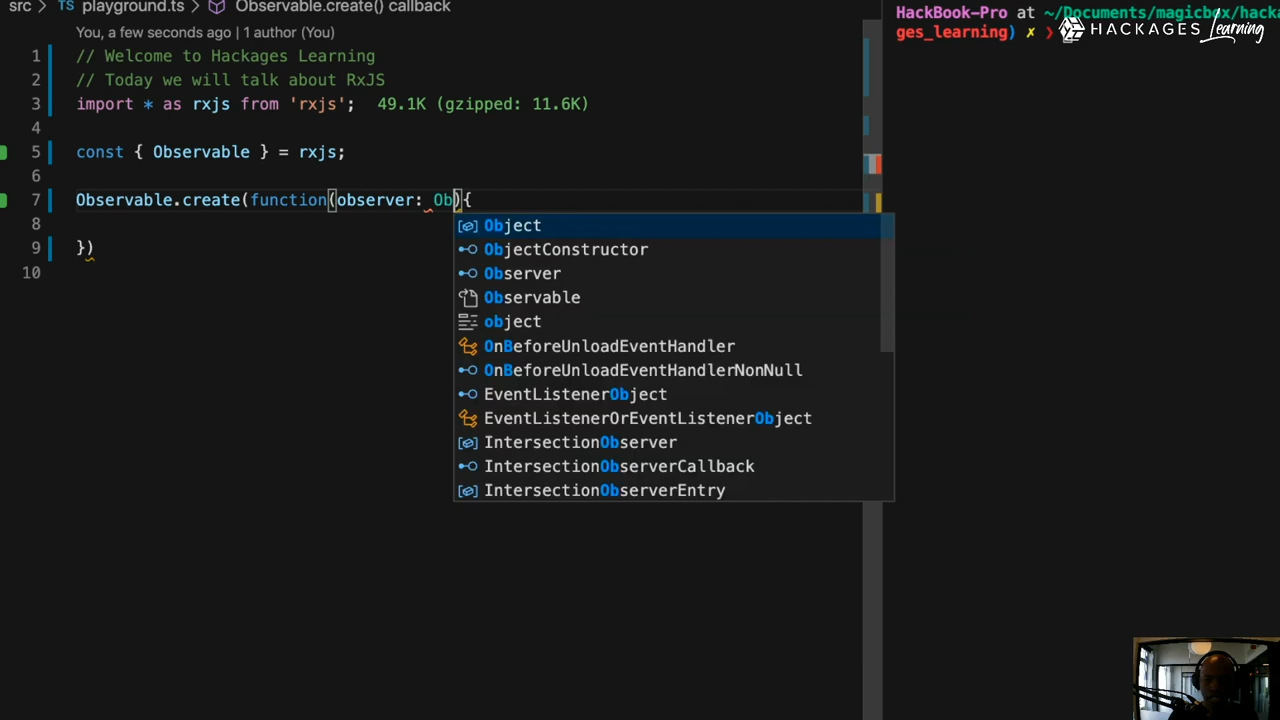 src > TS playground.ts > Observable.create() callback
You, a few seconds ago | 1 author (You)
1 // Welcome to Hackages Learning
2 // Today we will talk about RxJS
3 import * as rxjs from 'rxjs'; 49.1K (gzipped: 11.6K)
4
5 const { Observable } = rxjs;
6
7 Observable.create(function(observer: Ob){
8
9 })
10
Object
ObjectConstructor
Observer
Observable
object
OnBeforeUnloadEventHandler
OnBeforeUnloadEventHandlerNonNull
EventListenerObject
EventListenerOrEventListenerObject
IntersectionObserver
IntersectionObserverCallback
IntersectionObserverEntry
HackBook-Pro at ~/Documents/magicbox/hacka
ges_learning) ✗ ❯
HACKAGES Learning